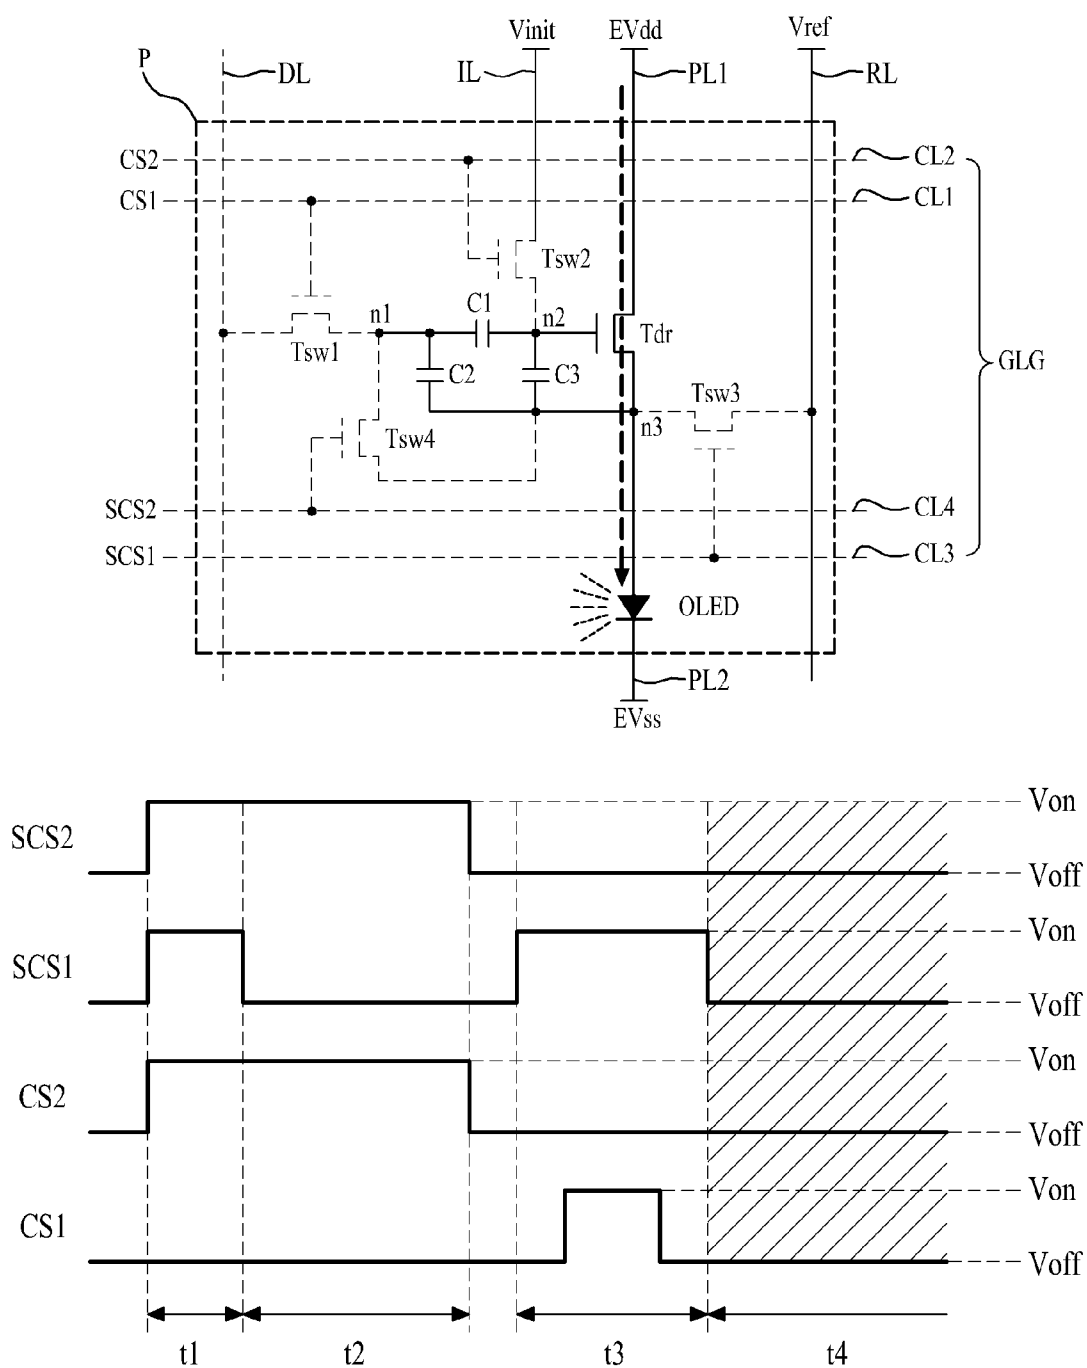 Vinit EVdd Vref
P DL IL PL1 RL
CS2 CL2
CS1 CL1
Tsw2
n1 C1 n2
Tsw1 Tdr
C2 C3 GLG
Tsw3
n3
Tsw4
SCS2 CL4
SCS1 CL3
OLED
PL2
EVss
Von
SCS2
Voff
Von
SCS1
Voff
Von
CS2
Voff
Von
CS1
Voff
t1 t2 t3 t4